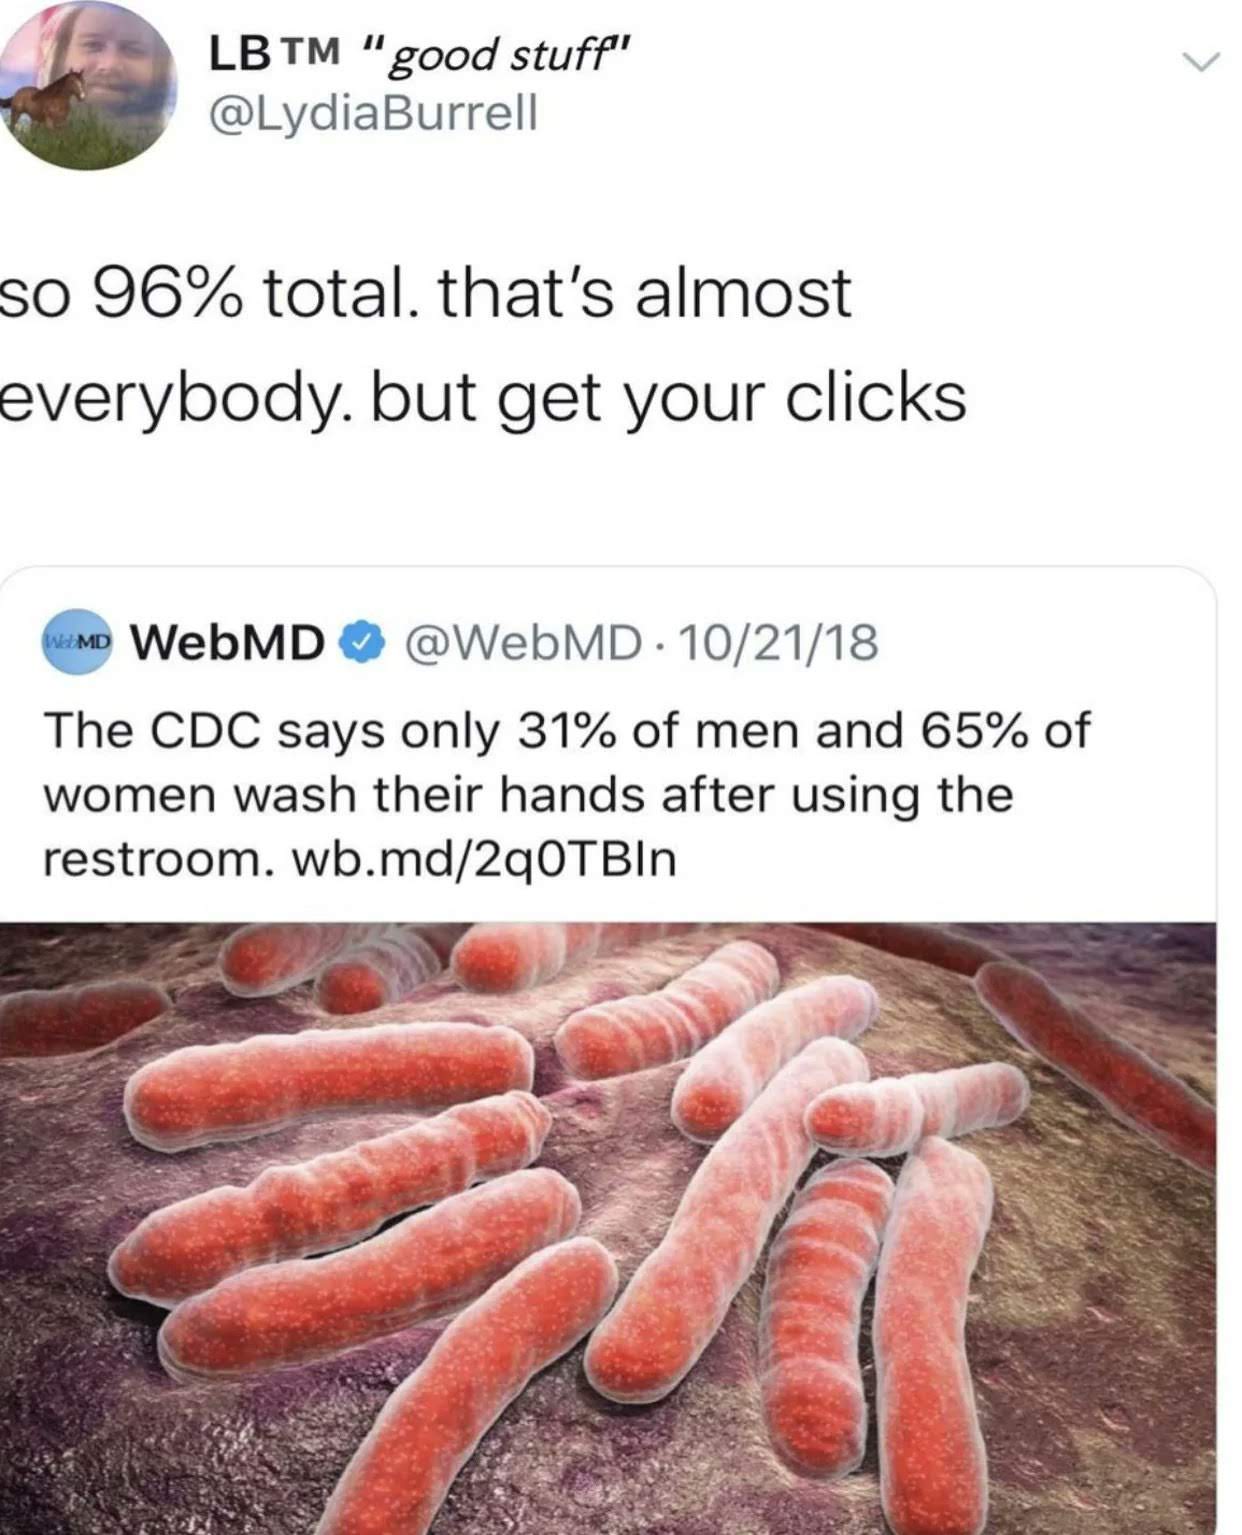 LB TM "good stuff"
@LydiaBurrell
so 96% total. that's almost
everybody. but get your clicks
WebMD
WebMD @WebMD · 10/21/18
The CDC says only 31% of men and 65% of
women wash their hands after using the
restroom. wb.md/2q0TBIn